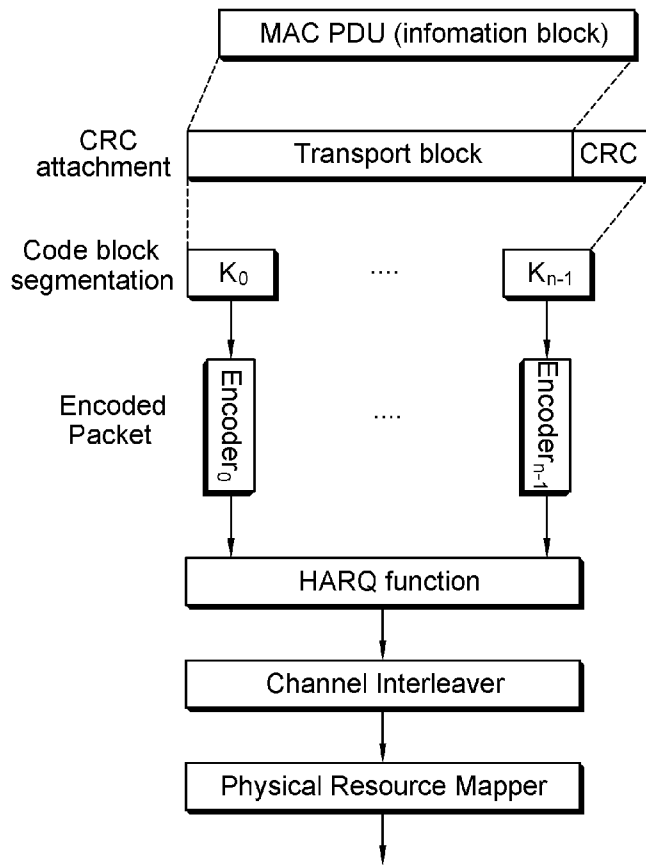 MAC PDU (infomation block)
CRC
attachment
Transport block
CRC
Code block
segmentation
K0
....
Kn-1
Encoded
Packet
Encoder0
....
Encodern-1
HARQ function
Channel Interleaver
Physical Resource Mapper